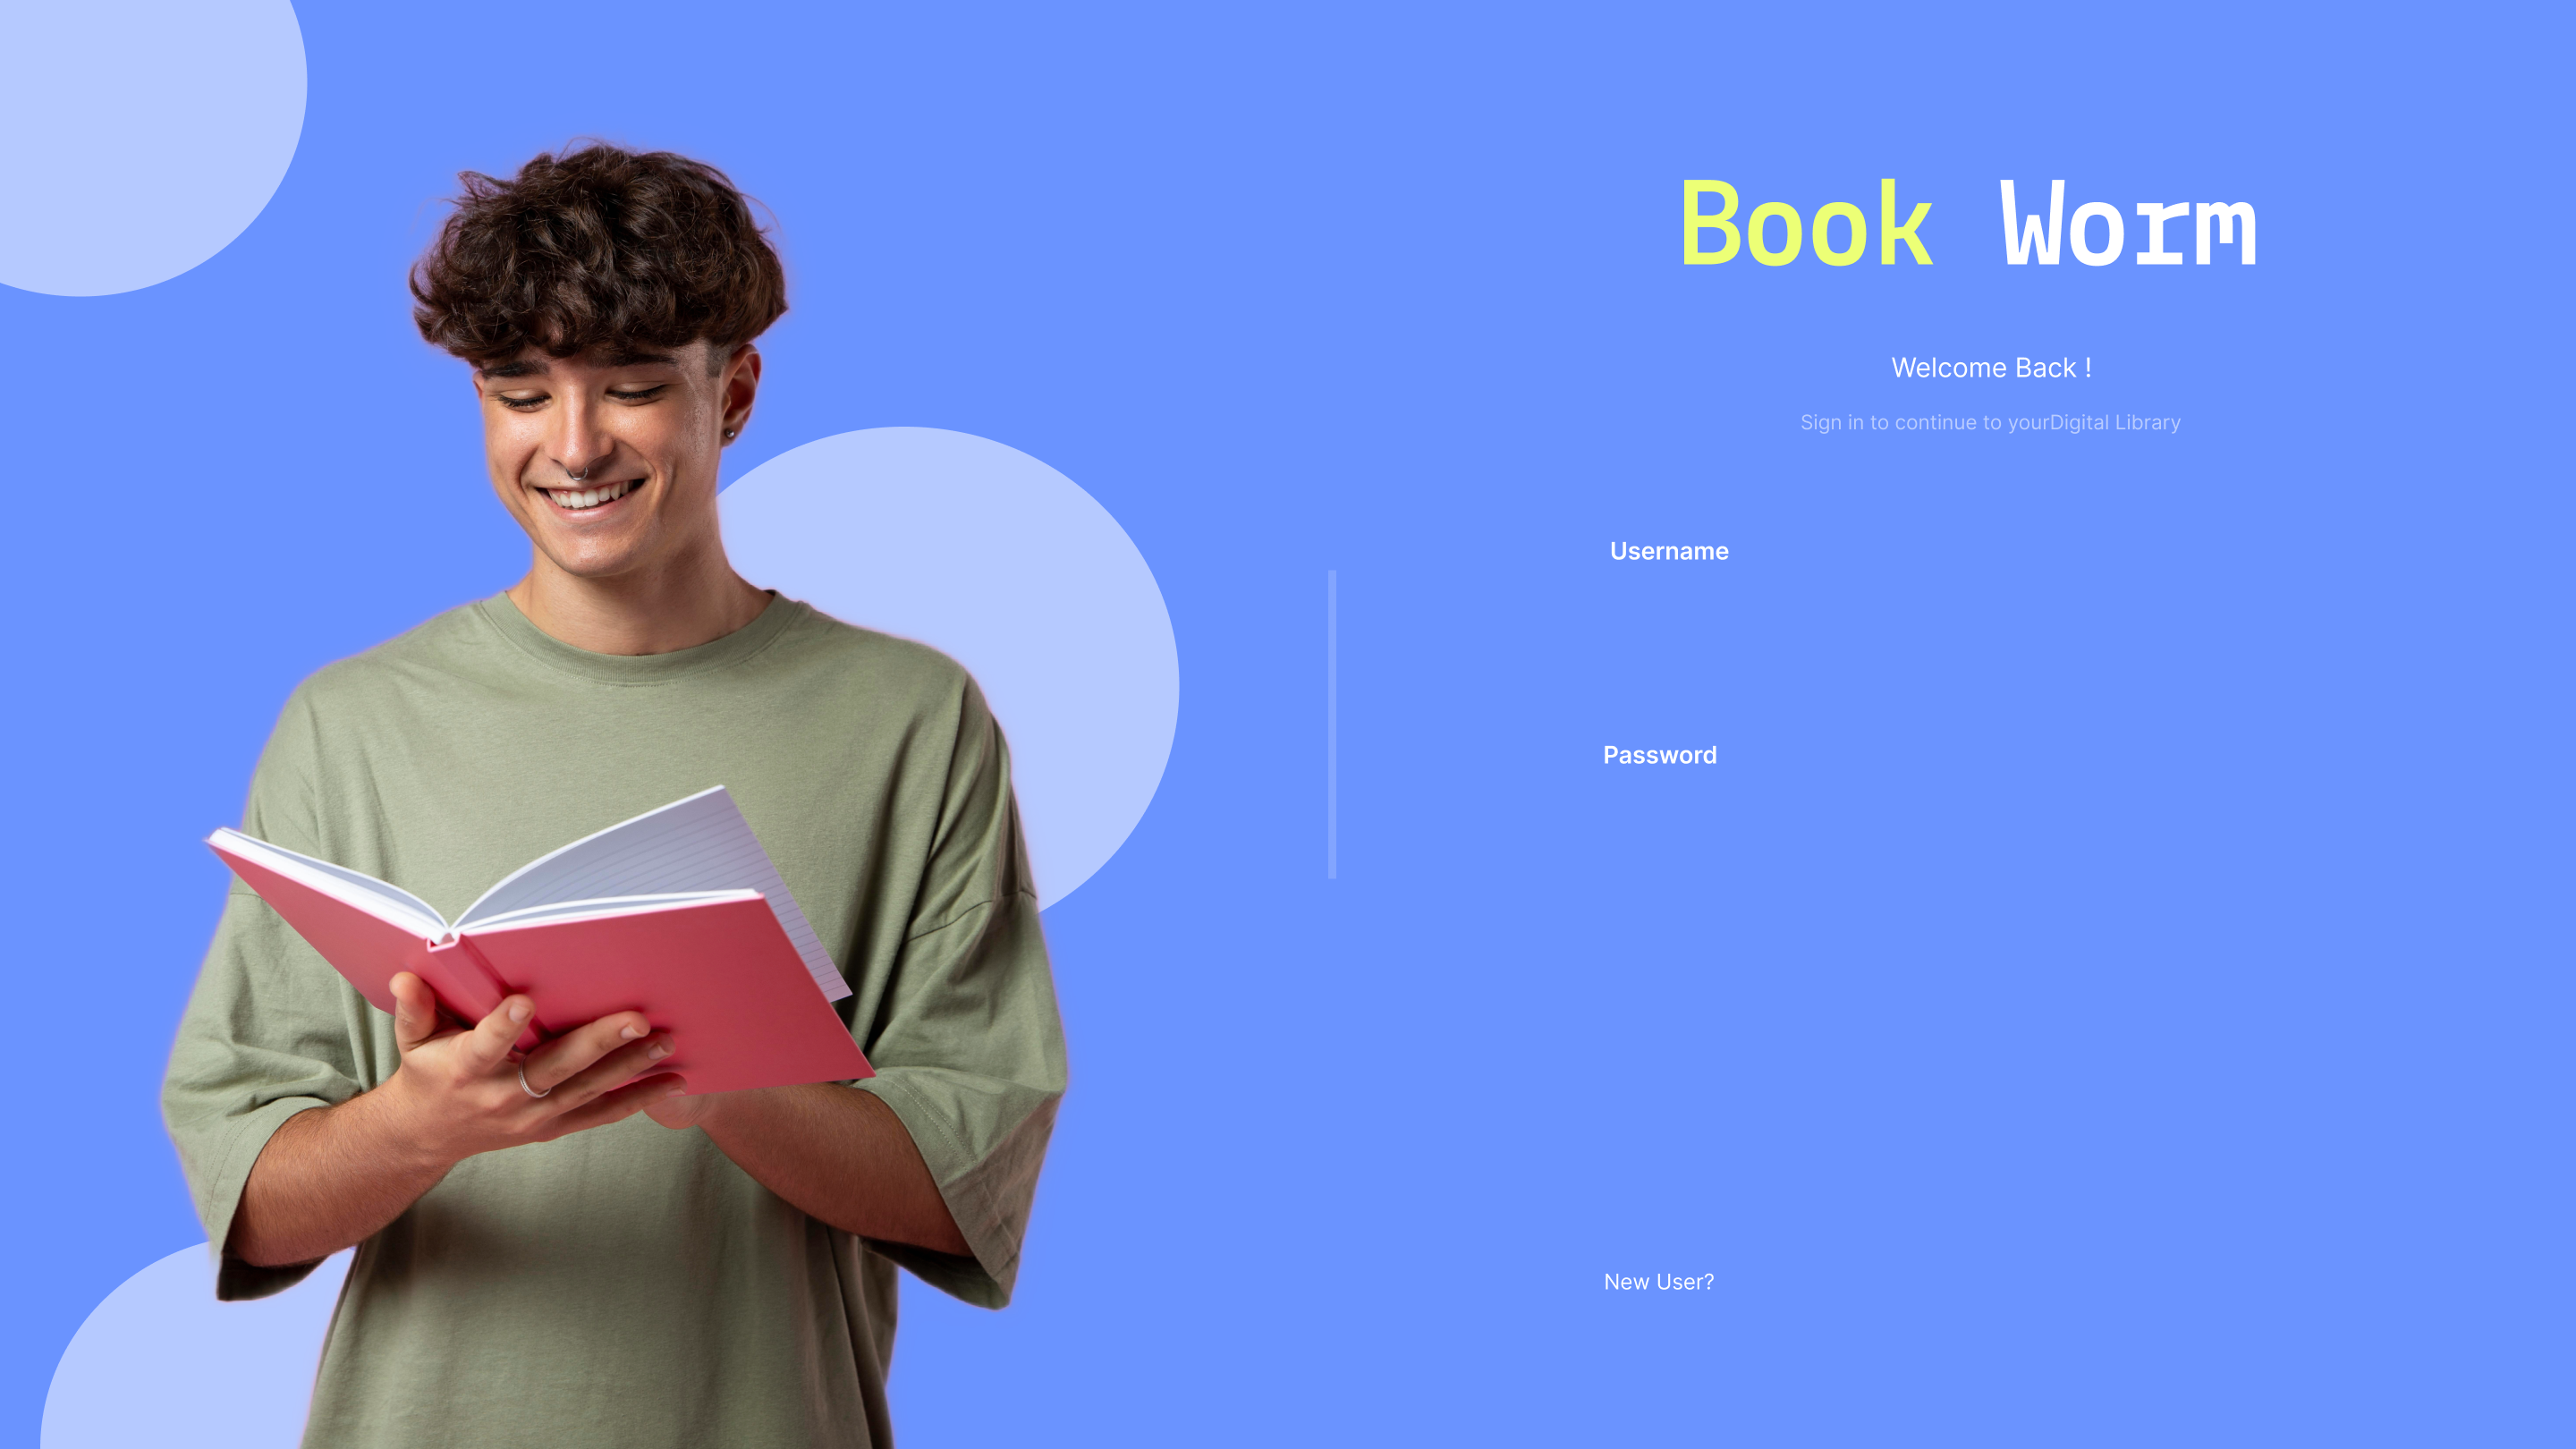 Book Worm
Welcome Back !
Sign in to continue to yourDigital Library
Username
Password
New User?